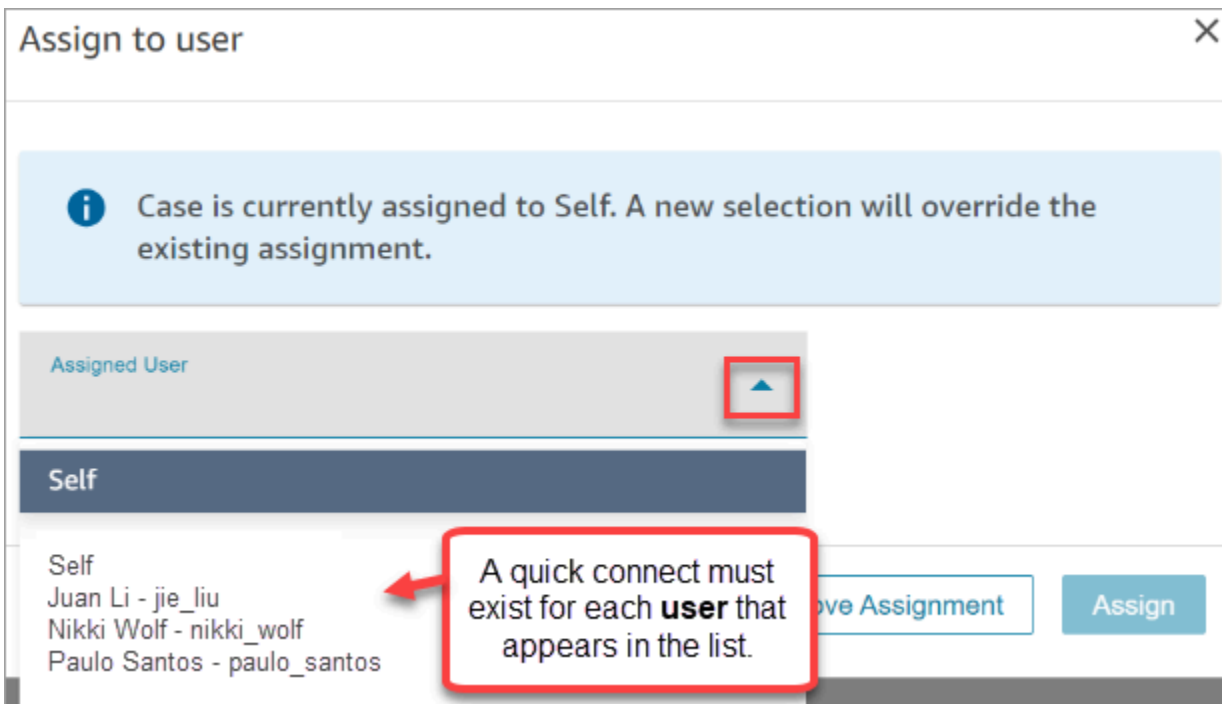 Assign to user
Case is currently assigned to Self. A new selection will override the
existing assignment.
Assigned User
Self
Self
Juan Li - jie_liu
Nikki Wolf - nikki_wolf
Paulo Santos - paulo_santos
A quick connect must
exist for each user that
appears in the list.
Assignment
Assign